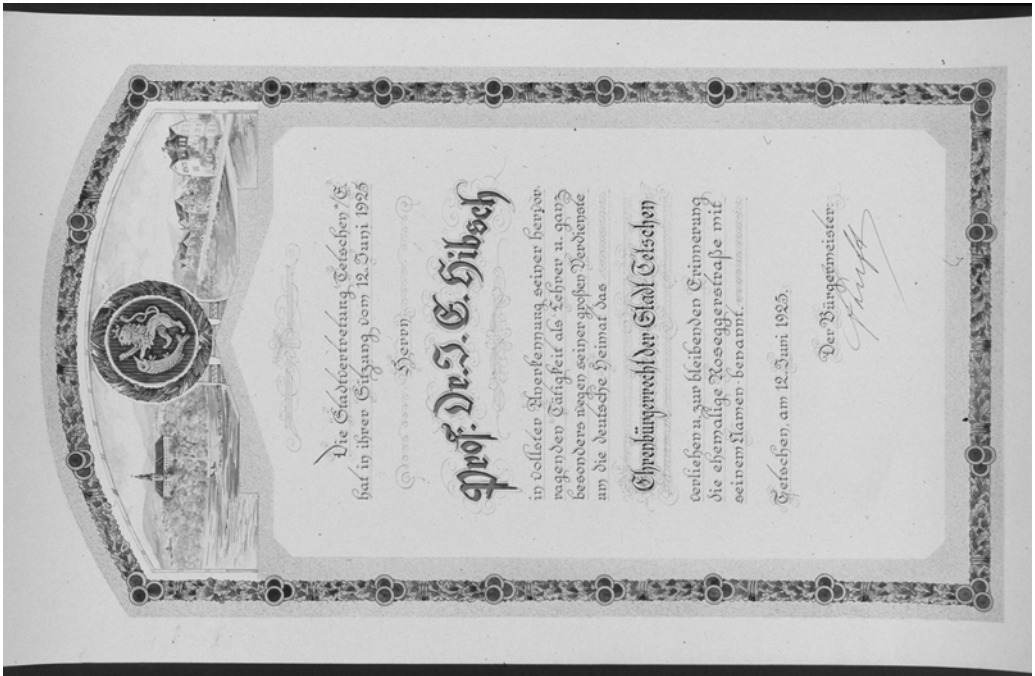 Die Stadtvertretung Tetschen a/E.
hat in ihrer Sitzung vom 12. Juni 1925
Herrn
Prof. Dr. J. E. Hibsch
in vollster Anerkennung seiner hervor-
ragenden Tätigkeit als Lehrer u. ganz
besonders wegen seiner großen Verdienste
um die deutsche Heimat das
Ehrenbürgerrecht der Stadt Tetschen
verliehen u. zur bleibenden Erinnerung
die ehemalige Roseggerstraße mit
seinem Namen benannt.
Tetschen, am 12. Juni 1925.
Der Bürgermeister: